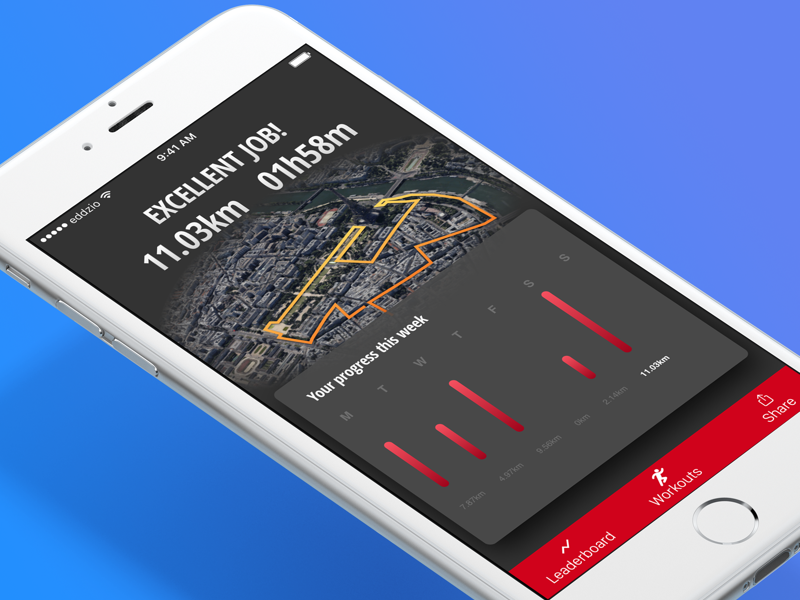 eddzio 9:41 AM
EXCELLENT JOB!
11.03km 01h58m
Your progress this week
M T W T F S S
7.87km 4.97km 9.56km 0km 2.14km 11.03km
Leaderboard Workouts Share